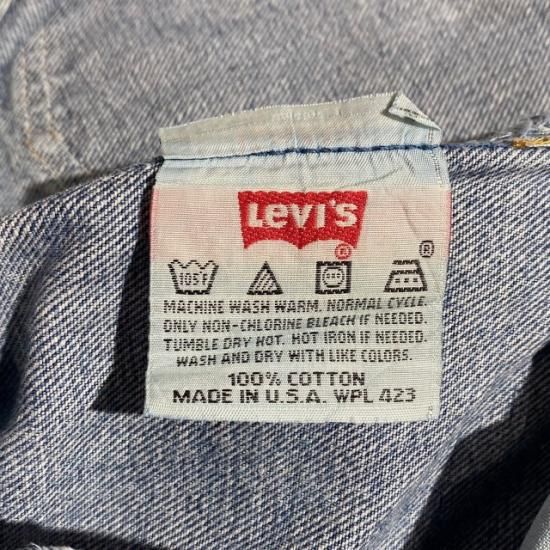 Levi's
®
®
105°F
MACHINE WASH WARM. NORMAL CYCLE.
ONLY NON-CHLORINE BLEACH IF NEEDED.
TUMBLE DRY HOT. HOT IRON IF NEEDED.
WASH AND DRY WITH LIKE COLORS.
100% COTTON
MADE IN U.S.A. WPL 423